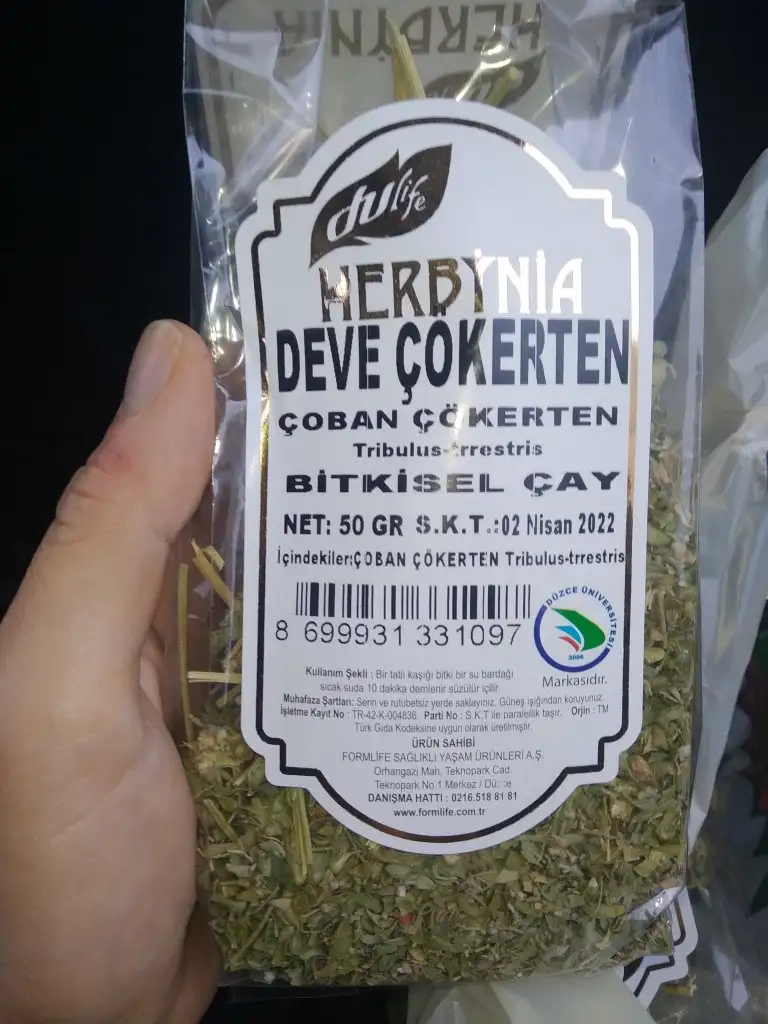 HERBYNİA
dulife
HERBYNİA
DEVE ÇÖKERTEN
ÇOBAN ÇÖKERTEN
Tribulus-trrestris
BİTKİSEL ÇAY
NET: 50 GR S.K.T.:02 Nisan 2022
İçindekiler:ÇOBAN ÇÖKERTEN Tribulus-trrestris
8 699931 331097
DÜZCE ÜNİVERSİTESİ
2006
Markasıdır.
Kullanım Şekli : Bir tatlı kaşığı bitki bir su bardağı
sıcak suda 10 dakika demlenir süzülür içilir.
Muhafaza Şartları: Serin ve rutubetsiz yerde saklayınız. Güneş ışığından koruyunuz.
İşletme Kayıt No : TR-42-K-004836 Parti No : S.K.T ile paralellik taşır. Orjin : TM
Türk Gıda Kodeksine uygun olarak üretilmiştir.
ÜRÜN SAHİBİ
FORMLİFE SAĞLIKLI YAŞAM ÜRÜNLERİ A.Ş.
Orhangazi Mah. Teknopark Cad.
Teknopark No.1 Merkez /
DANIŞMA HATTI : 0216.518 81 81
www.formlife.com.tr